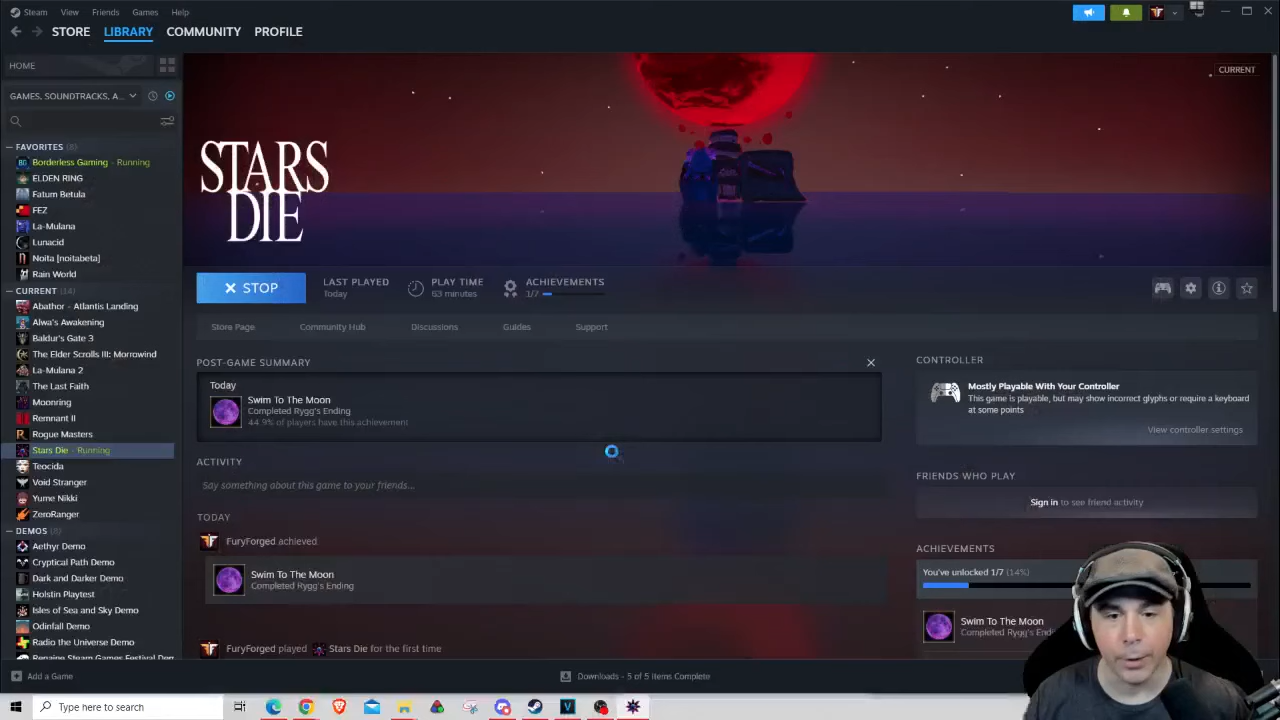 Steam View Friends Games Help
STORE LIBRARY COMMUNITY PROFILE
HOME
CURRENT
GAMES, SOUNDTRACKS, A...
FAVORITES
Borderless Gaming - Running
ELDEN RING
Fatum Betula
FEZ
La-Mulana
Lunacid
Noita [noitabeta]
Rain World
CURRENT (14)
Abathor - Atlantis Landing
Alwa's Awakening
Baldur's Gate 3
The Elder Scrolls III: Morrowind
La-Mulana 2
The Last Faith
Moonring
Remnant II
Rogue Masters
Stars Die - Running
Teocida
Void Stranger
Yume Nikki
ZeroRanger
DEMOS
Aethyr Demo
Cryptical Path Demo
Dark and Darker Demo
Holstin Playtest
Isles of Sea and Sky Demo
Odinfall Demo
Radio the Universe Demo
Repaire Steam Games Festival Den
STARS
DIE
STOP
LAST PLAYED
Today
PLAY TIME
63 minutes
ACHIEVEMENTS
1/7
Store Page Community Hub Discussions Guides Support
POST-GAME SUMMARY
Today
Swim To The Moon
Completed Rygg's Ending
44.9% of players have this achievement
ACTIVITY
Say something about this game to your friends...
TODAY
FuryForged achieved
Swim To The Moon
Completed Rygg's Ending
FuryForged played Stars Die for the first time
CONTROLLER
Mostly Playable With Your Controller
This game is playable, but may show incorrect glyphs or require a keyboard
at some points
View controller settings
FRIENDS WHO PLAY
Sign in to see friend activity
ACHIEVEMENTS
You've unlocked 1/7 (14%)
Swim To The Moon
Completed Rygg's End
Add a Game
Downloads - 5 of 5 Items Complete
Type here to search